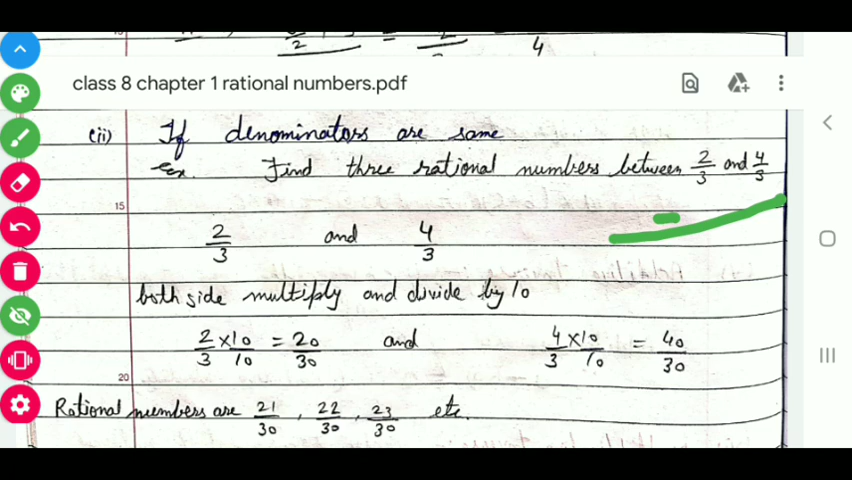 class 8 chapter 1 rational numbers.pdf
(ii) If denominators are same
Ex. Find three rational numbers between 2/3 and 4/3
15
2/3 and 4/3
both side multiply and divide by 10
2/3 × 10/10 = 20/30 and 4/3 × 10/10 = 40/30
20
Rational numbers are 21/30, 22/30, 23/30 etc.